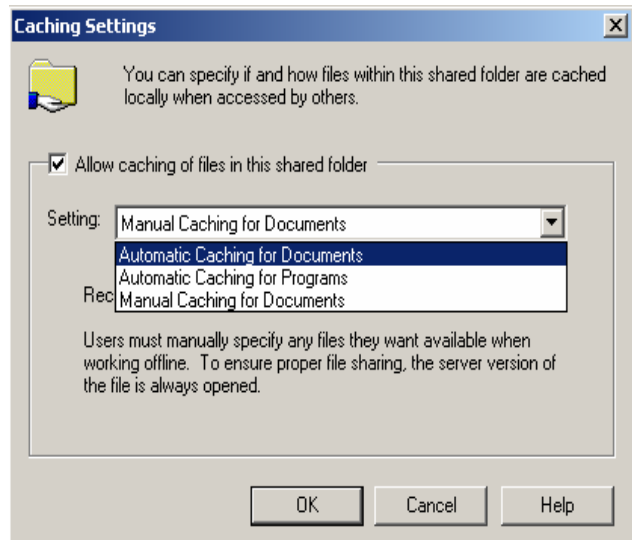 Caching Settings
You can specify if and how files within this shared folder are cached
locally when accessed by others.
Allow caching of files in this shared folder
Setting:
Manual Caching for Documents
Automatic Caching for Documents
Automatic Caching for Programs
Rec
Manual Caching for Documents
Users must manually specify any files they want available when
working offline. To ensure proper file sharing, the server version of
the file is always opened.
OK
Cancel
Help